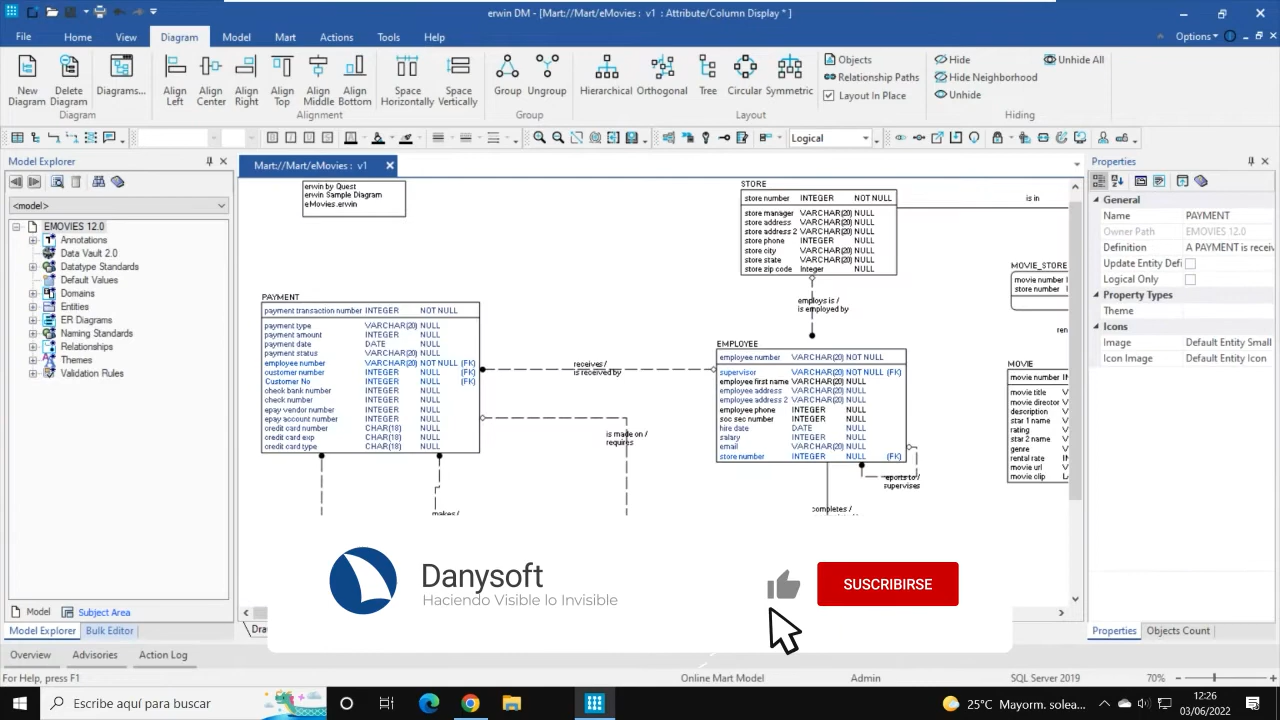 erwin DM - [Mart://Mart/eMovies : v1 : Attribute/Column Display * ]
File Home View Diagram Model Mart Actions Tools Help Options
New Diagram
Delete Diagram
Diagrams...
Align Left
Align Center
Align Right
Align Top
Align Middle
Align Bottom
Space Horizontally
Space Vertically
Group
Ungroup
Hierarchical
Orthogonal
Tree
Circular
Symmetric
Objects
Relationship Paths
Layout In Place
Hide
Hide Neighborhood
Unhide
Unhide All
Diagram Alignment Group Layout Hiding
Logical
Model Explorer
<model>
EMOVIES 12.0
Annotations
Data Vault 2.0
Datatype Standards
Default Values
Domains
Entities
ER Diagrams
Naming Standards
Relationships
Themes
Validation Rules
Model Subject Area
Model Explorer Bulk Editor
Mart://Mart/eMovies : v1
erwin by Quest
erwin Sample Diagram
eMovies.erwin
PAYMENT
payment transaction number INTEGER NOT NULL
payment type VARCHAR(20) NULL
payment amount INTEGER NULL
payment date DATE NULL
payment status VARCHAR(20) NULL
employee number VARCHAR(20) NOT NULL (FK)
customer number INTEGER NULL (FK)
Customer No INTEGER NULL (FK)
check bank number INTEGER NULL
check number INTEGER NULL
epay vendor number INTEGER NULL
epay account number INTEGER NULL
credit card number CHAR(18) NULL
credit card exp CHAR(18) NULL
credit card type CHAR(18) NULL
makes /
receives /
is received by
is made on /
requires
STORE
store number INTEGER NOT NULL
store manager VARCHAR(20) NULL
store address VARCHAR(20) NULL
store address 2 VARCHAR(20) NULL
store phone INTEGER NULL
store city VARCHAR(20) NULL
store state VARCHAR(20) NULL
store zip code Integer NULL
is in
employs is /
is employed by
EMPLOYEE
employee number VARCHAR(20) NOT NULL
supervisor VARCHAR(20) NOT NULL (FK)
employee first name VARCHAR(20) NULL
employee address VARCHAR(20) NULL
employee address 2 VARCHAR(20) NULL
employee phone INTEGER NULL
soc sec number INTEGER NULL
hire date DATE NULL
salary INTEGER NULL
email VARCHAR(20) NULL
store number INTEGER NULL (FK)
eports to /
supervises
completes /
MOVIE_STORE
movie number I
store number I
ren
MOVIE
movie number IN
movie title V
movie director V
description V
star 1 name V
rating V
star 2 name V
genre V
rental rate IN
movie url V
movie clip L
Properties
General
Name PAYMENT
Owner Path EMOVIES 12.0
Definition A PAYMENT is receiv
Update Entity Defi
Logical Only
Property Types
Theme
Icons
Image Default Entity Small
Icon Image Default Entity Icon
Properties Objects Count
Danysoft
Haciendo Visible lo Invisible
SUSCRIBIRSE
Dra
Overview Advisories Action Log
For Help, press F1 Online Mart Model Admin SQL Server 2019 70%
Escribe aquí para buscar
25°C Mayorm. solea...
12:26
03/06/2022